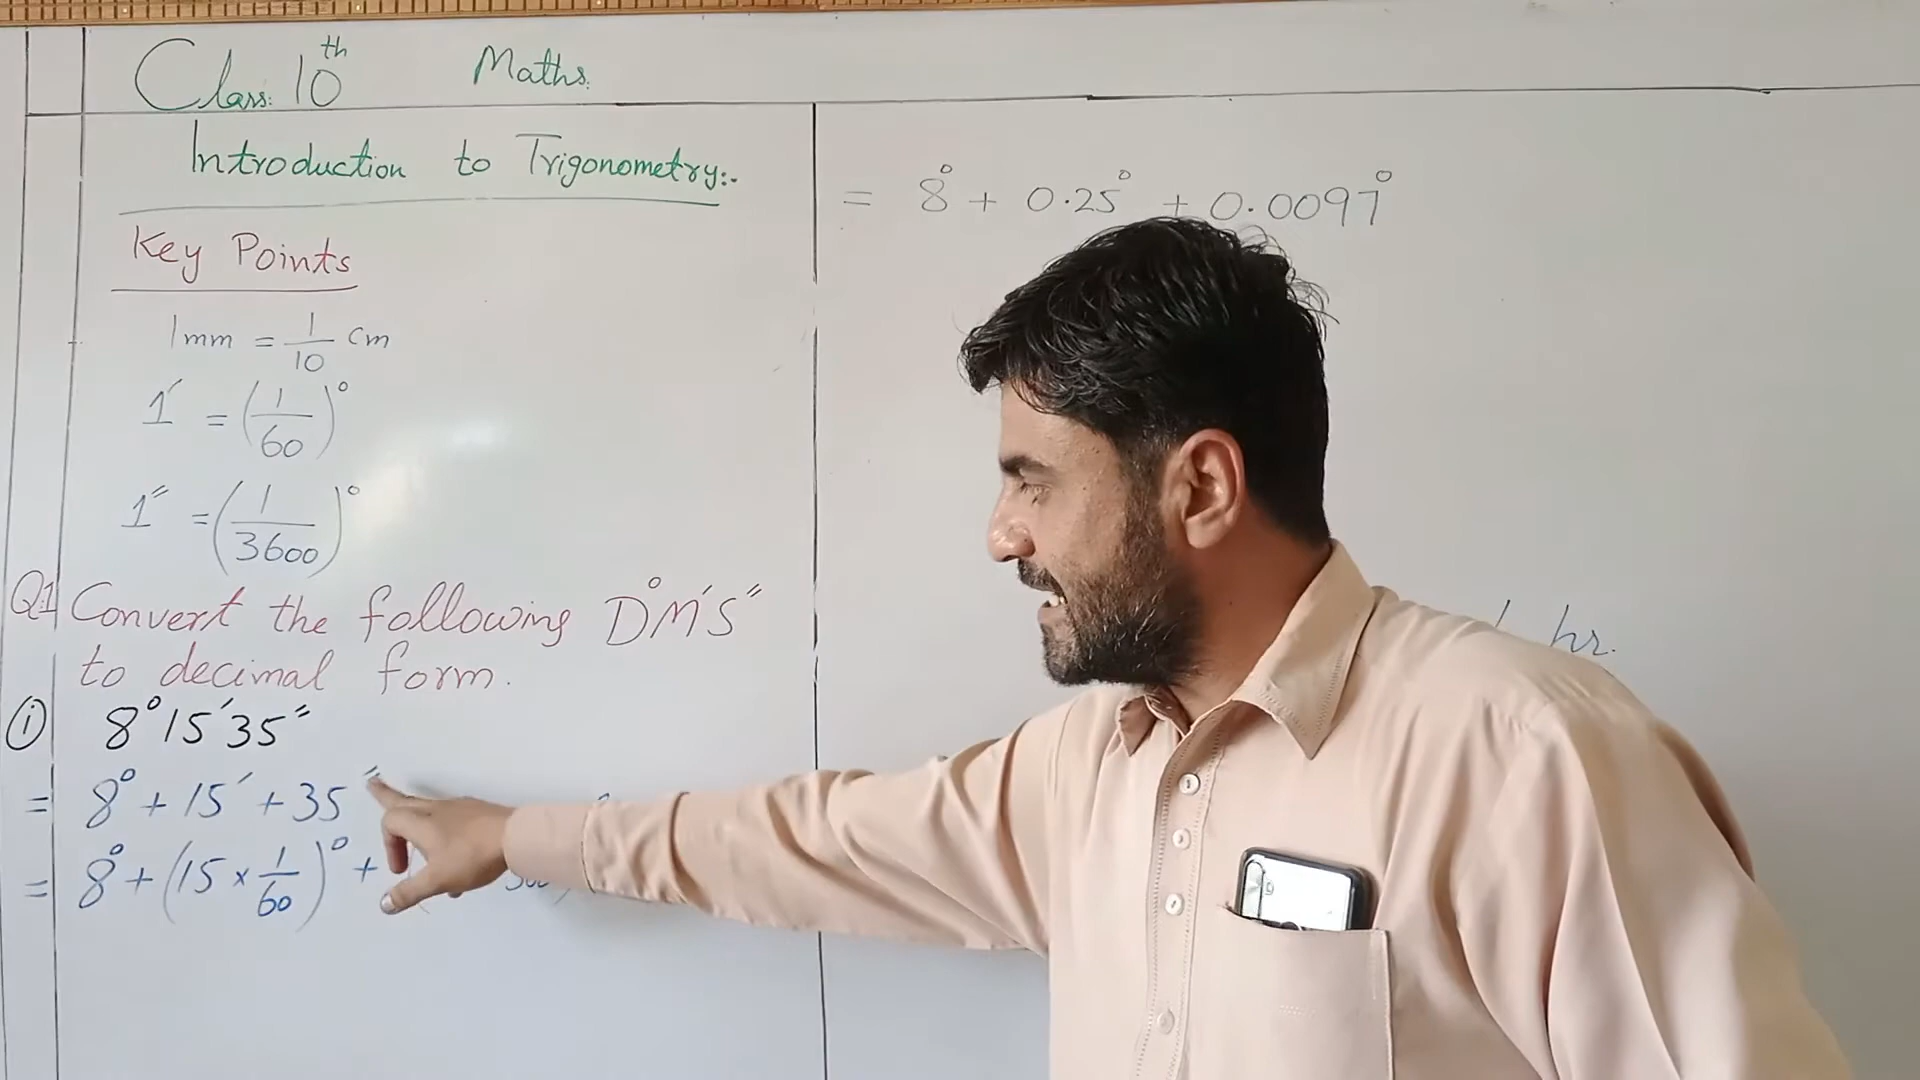 Class: 10th Maths.
Introduction to Trigonometry:-
Key Points
1mm = 1/10 cm
1′ = (1/60)°
1″ = (1/3600)°
Q1 Convert the following D°M′S″
to decimal form.
(i) 8°15′35″
= 8° + 15′ + 35″
= 8° + (15 × 1/60)° +
= 8° + 0.25° + 0.0097°
hr.